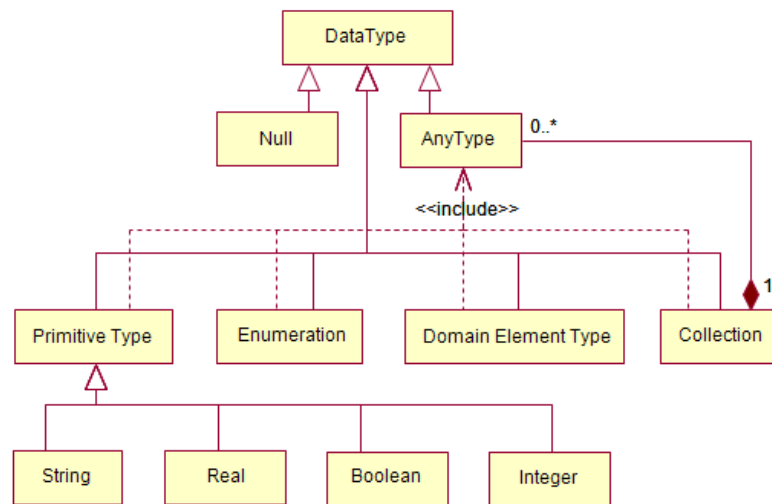 DataType
Null
AnyType
0..*
<<include>>
1
Primitive Type
Enumeration
Domain Element Type
Collection
String
Real
Boolean
Integer